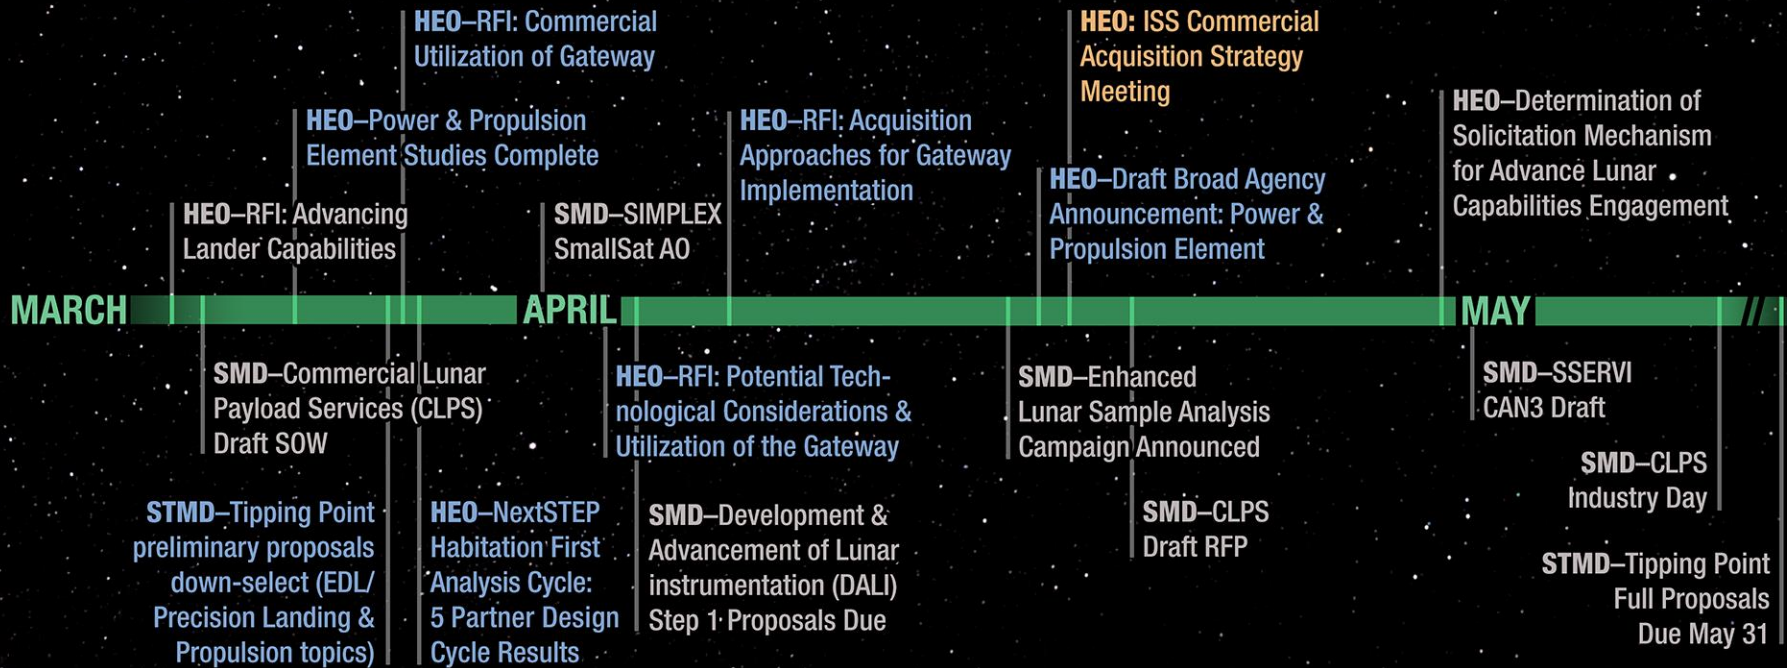 HEO–RFI: Commercial
Utilization of Gateway
HEO: ISS Commercial
Acquisition Strategy
Meeting
HEO–Power & Propulsion
Element Studies Complete
HEO–RFI: Acquisition
Approaches for Gateway
Implementation
HEO–Determination of
Solicitation Mechanism
for Advance Lunar
Capabilities Engagement
HEO–Draft Broad Agency
Announcement: Power &
Propulsion Element
HEO–RFI: Advancing
Lander Capabilities
SMD–SIMPLEX
SmallSat AO
MARCH
APRIL
MAY
//
SMD–Commercial Lunar
Payload Services (CLPS)
Draft SOW
HEO–RFI: Potential Tech-
nological Considerations &
Utilization of the Gateway
SMD–Enhanced
Lunar Sample Analysis
Campaign Announced
SMD–SSERVI
CAN3 Draft
SMD–CLPS
Industry Day
STMD–Tipping Point
preliminary proposals
down-select (EDL/
Precision Landing &
Propulsion topics)
HEO–NextSTEP
Habitation First
Analysis Cycle:
5 Partner Design
Cycle Results
SMD–Development &
Advancement of Lunar
instrumentation (DALI)
Step 1 Proposals Due
SMD–CLPS
Draft RFP
STMD–Tipping Point
Full Proposals
Due May 31